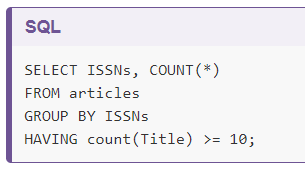 SQL
SELECT ISSNs, COUNT(*)
FROM articles
GROUP BY ISSNs
HAVING count(Title) >= 10;